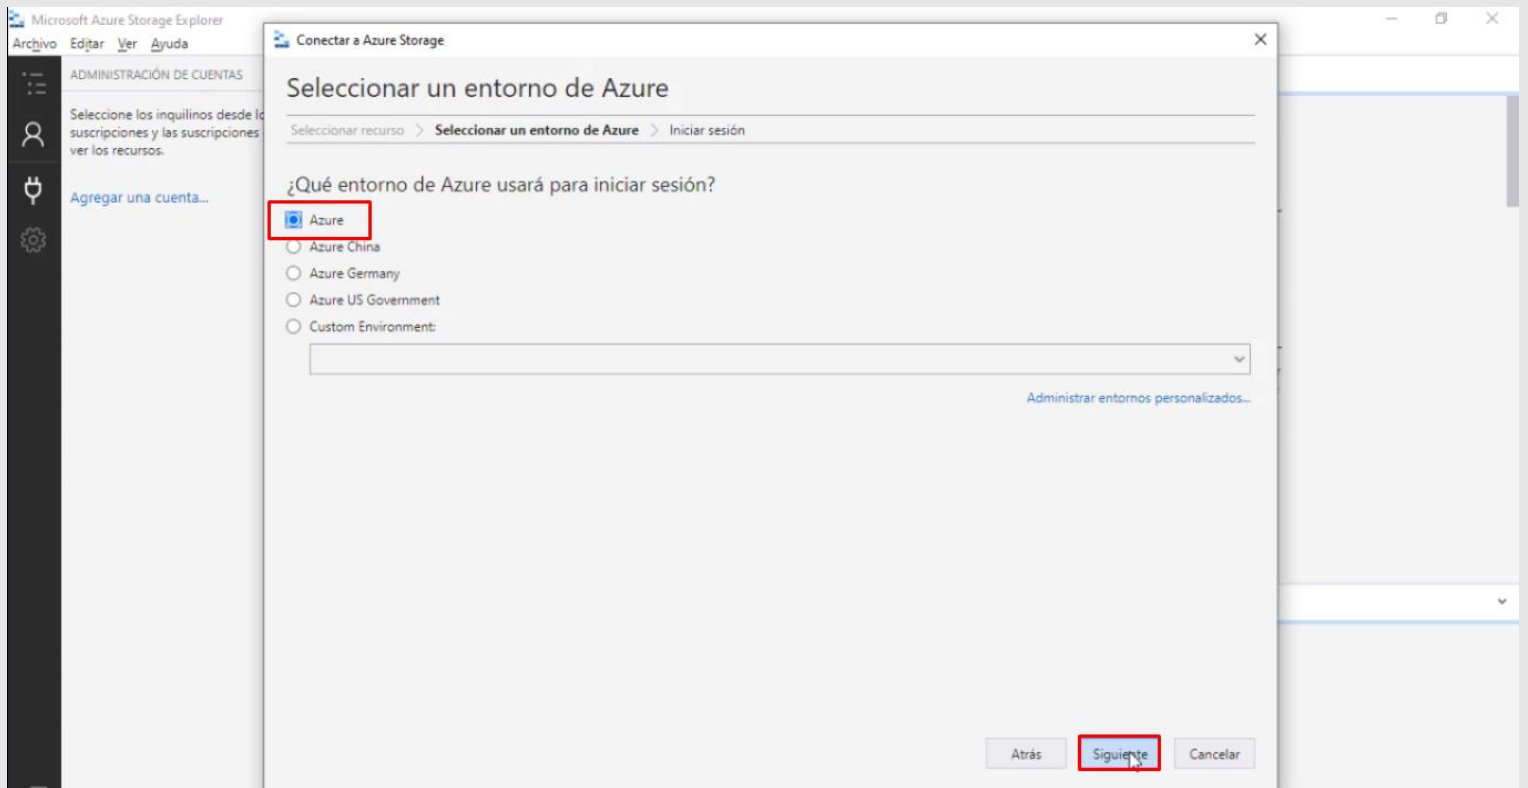 Microsoft Azure Storage Explorer
Archivo Editar Ver Ayuda
ADMINISTRACIÓN DE CUENTAS
Seleccione los inquilinos desde
suscripciones y las suscripciones
ver los recursos.
Agregar una cuenta...
Conectar a Azure Storage
Seleccionar un entorno de Azure
Seleccionar recurso > Seleccionar un entorno de Azure > Iniciar sesión
¿Qué entorno de Azure usará para iniciar sesión?
Azure
Azure China
Azure Germany
Azure US Government
Custom Environment:
Administrar entornos personalizados...
Atrás Siguiente Cancelar